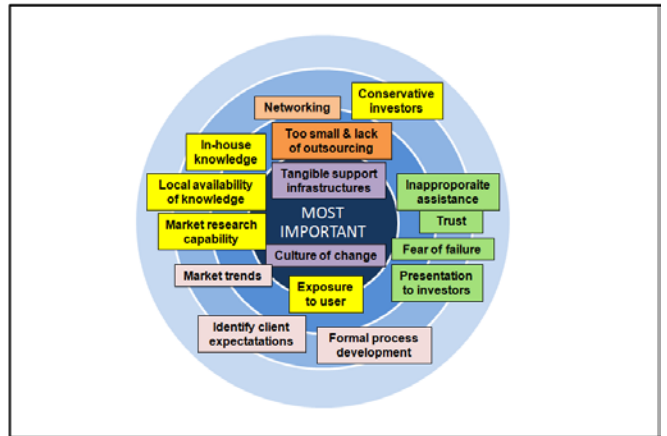 Conservative
investors
Networking
Too small & lack
of outsourcing
In-house
knowledge
Tangible support
infrastructures
Local availability
of knowledge
Inapproporaite
assistance
MOST
IMPORTANT
Market research
capability
Trust
Culture of change
Fear of failure
Market trends
Presentation
to investors
Exposure
to user
Identify client
expectatations
Formal process
development